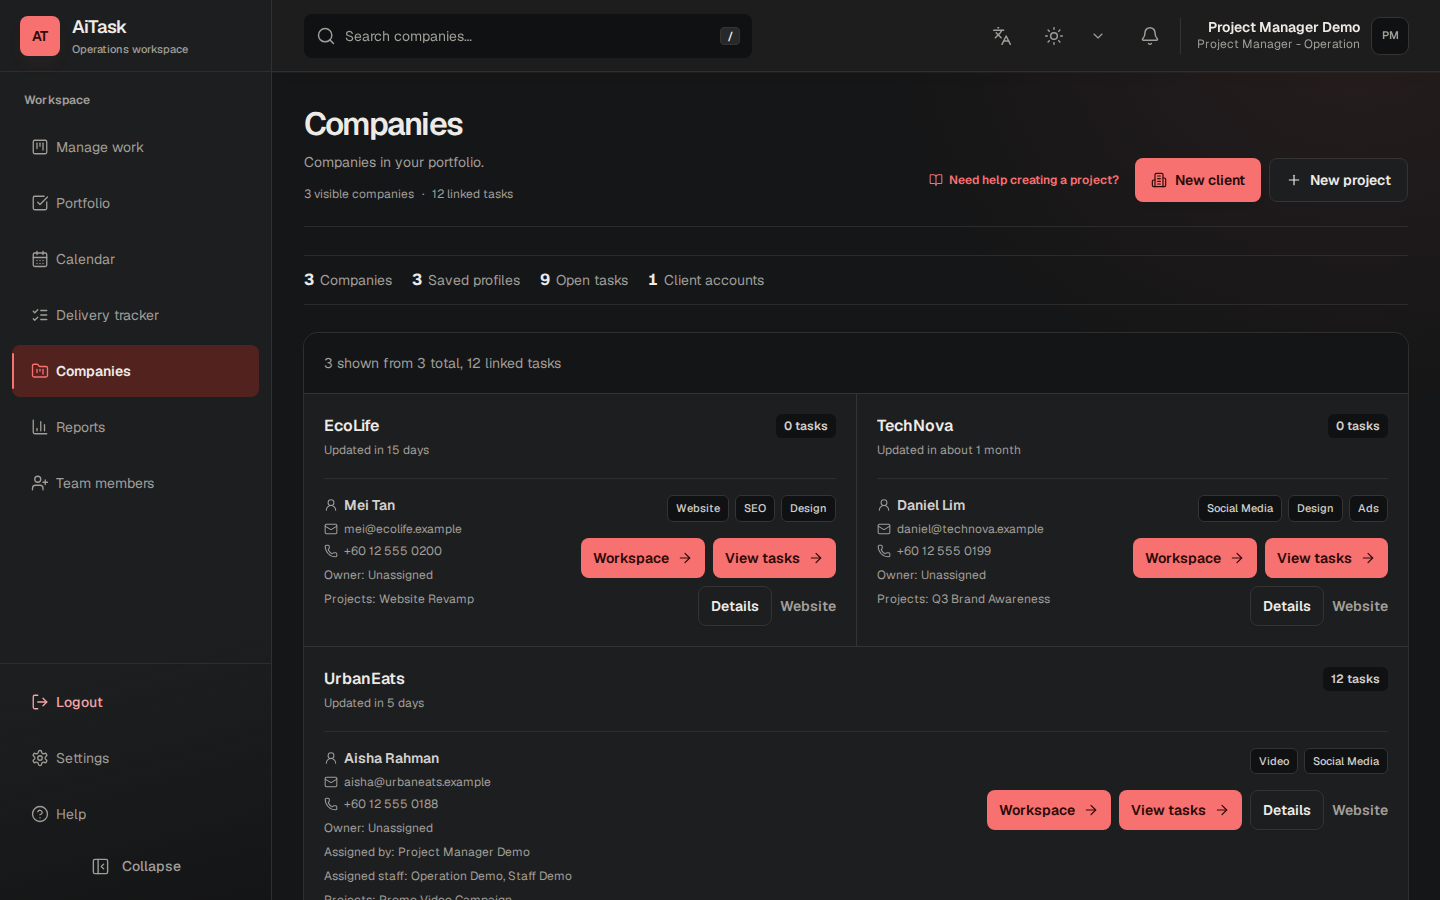 AT
AiTask
Operations workspace
Search companies...
/
Project Manager Demo
Project Manager - Operation
PM
Workspace
Manage work
Portfolio
Calendar
Delivery tracker
Companies
Reports
Team members
Logout
Settings
Help
Collapse
Companies
Companies in your portfolio.
3 visible companies · 12 linked tasks
Need help creating a project?
New client
New project
3 Companies 3 Saved profiles 9 Open tasks 1 Client accounts
3 shown from 3 total, 12 linked tasks
EcoLife
0 tasks
Updated in 15 days
Mei Tan
mei@ecolife.example
+60 12 555 0200
Owner: Unassigned
Projects: Website Revamp
Website SEO Design
Workspace View tasks
Details Website
TechNova
0 tasks
Updated in about 1 month
Daniel Lim
daniel@technova.example
+60 12 555 0199
Owner: Unassigned
Projects: Q3 Brand Awareness
Social Media Design Ads
Workspace View tasks
Details Website
UrbanEats
12 tasks
Updated in 5 days
Aisha Rahman
aisha@urbaneats.example
+60 12 555 0188
Owner: Unassigned
Assigned by: Project Manager Demo
Assigned staff: Operation Demo, Staff Demo
Projects: Promo Video Campaign
Video Social Media
Workspace View tasks Details Website